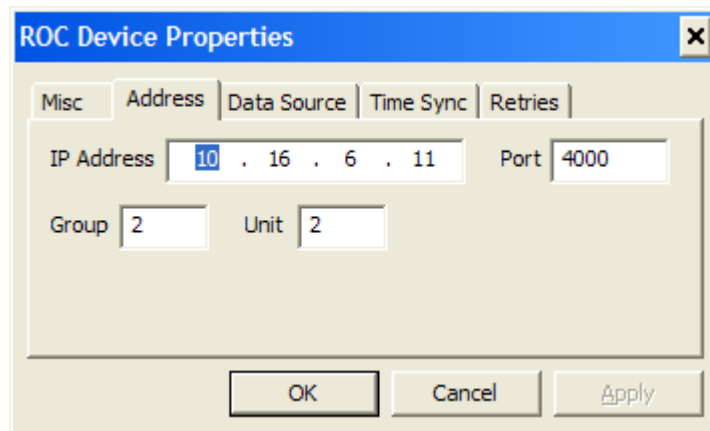 ROC Device Properties
Misc Address Data Source Time Sync Retries
IP Address 10 . 16 . 6 . 11 Port 4000
Group 2 Unit 2
OK Cancel Apply